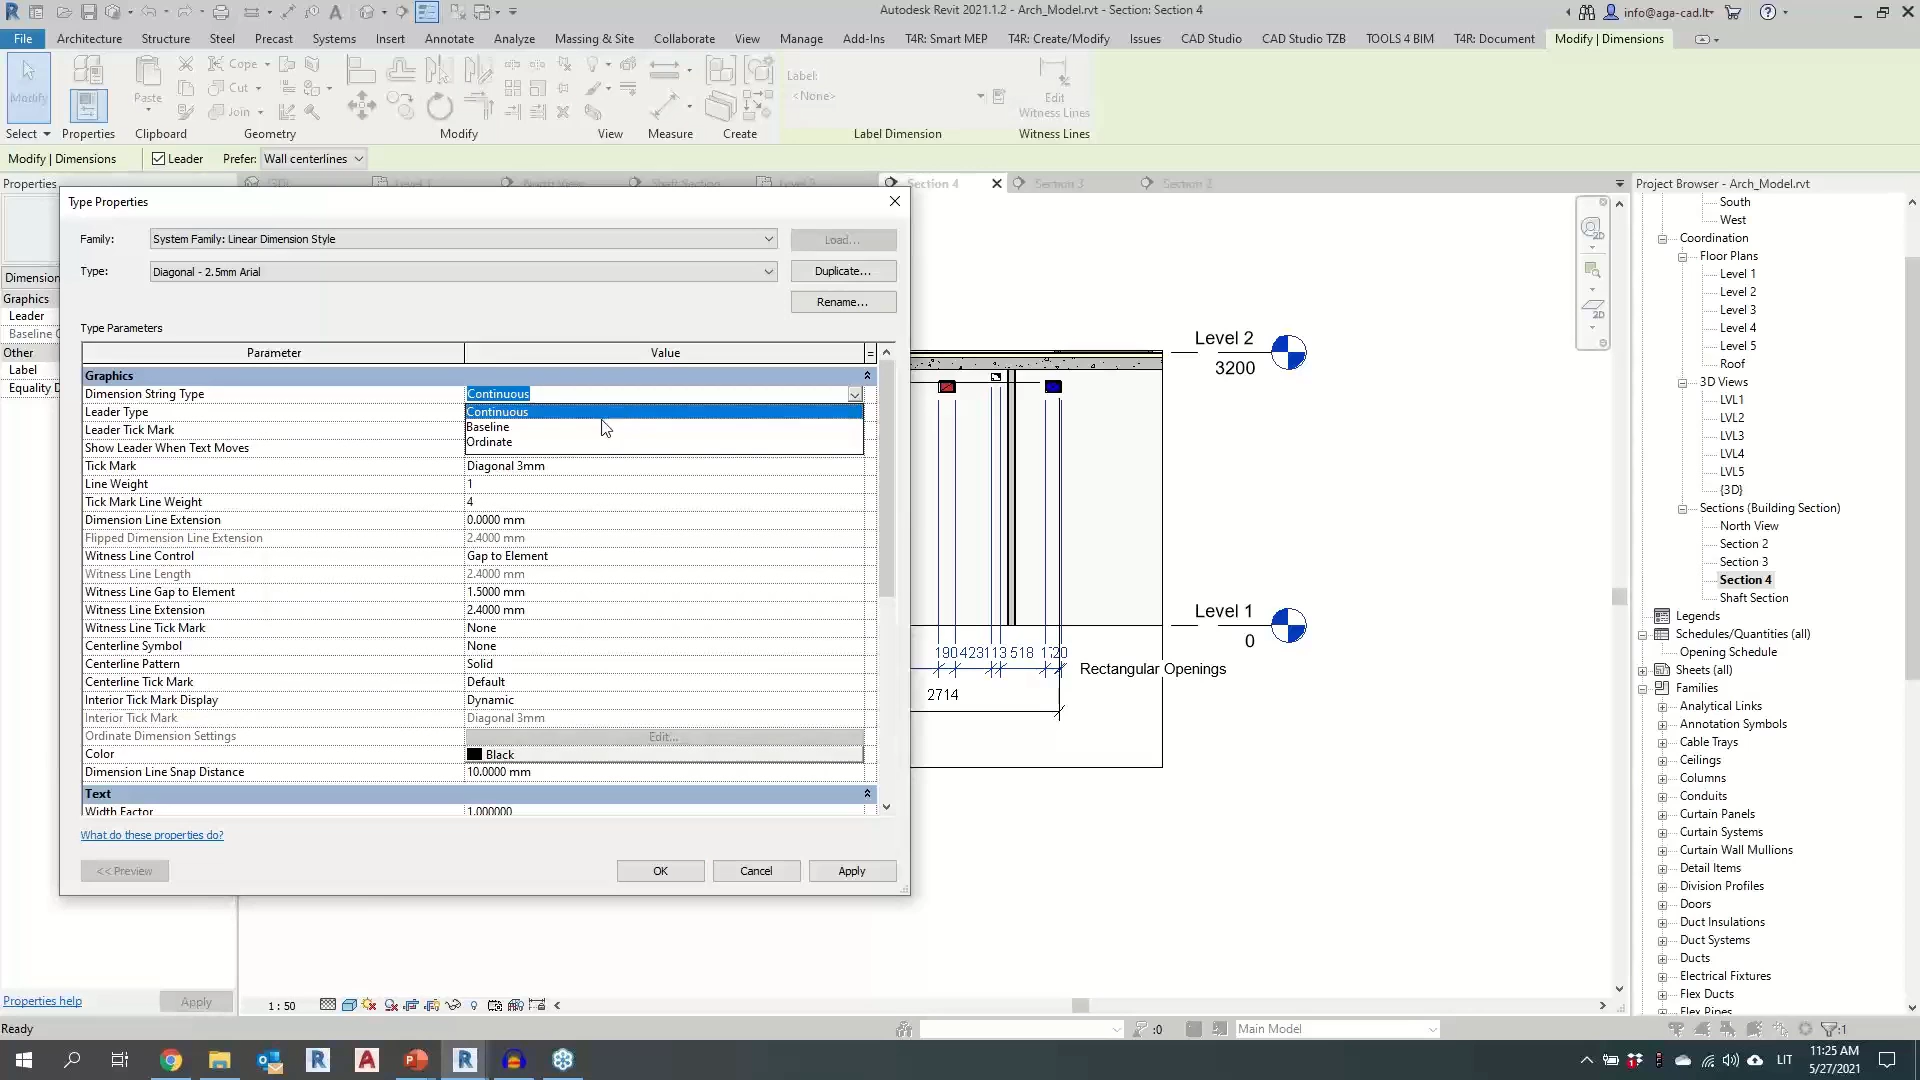 Autodesk Revit 2021.1.2 - Arch_Model.rvt - Section: Section 4
info@aga-cad.lt
File Architecture Structure Steel Precast Systems Insert Annotate Analyze Massing & Site Collaborate View Manage Add-Ins T4R: Smart MEP T4R: Create/Modify Issues CAD Studio CAD Studio TZB TOOLS 4 BIM T4R: Document Modify | Dimensions
Modify
Paste
Cope
Cut
Join
Label:
<None>
Edit
Witness Lines
Select Properties Clipboard Geometry Modify View Measure Create Label Dimension Witness Lines
Modify | Dimensions Leader Prefer: Wall centerlines
Properties
Section 4 Section 3 Section 2
Project Browser - Arch_Model.rvt
Dimension
Graphics
Leader
Baseline
Other
Label
Equality D
Properties help
Apply
Type Properties
Family: System Family: Linear Dimension Style Load...
Type: Diagonal - 2.5mm Arial Duplicate...
Rename...
Type Parameters
Parameter Value =
Graphics
Dimension String Type Continuous
Leader Type Continuous
Leader Tick Mark Baseline
Show Leader When Text Moves Ordinate
Tick Mark Diagonal 3mm
Line Weight 1
Tick Mark Line Weight 4
Dimension Line Extension 0.0000 mm
Flipped Dimension Line Extension 2.4000 mm
Witness Line Control Gap to Element
Witness Line Length 2.4000 mm
Witness Line Gap to Element 1.5000 mm
Witness Line Extension 2.4000 mm
Witness Line Tick Mark None
Centerline Symbol None
Centerline Pattern Solid
Centerline Tick Mark Default
Interior Tick Mark Display Dynamic
Interior Tick Mark Diagonal 3mm
Ordinate Dimension Settings Edit...
Color Black
Dimension Line Snap Distance 10.0000 mm
Text
Width Factor 1.000000
What do these properties do?
<< Preview OK Cancel Apply
Level 2
3200
Level 1
0
190 423 113 518
Rectangular Openings
2714
South
West
Coordination
Floor Plans
Level 1
Level 2
Level 3
Level 4
Level 5
Roof
3D Views
LVL1
LVL2
LVL3
LVL4
LVL5
{3D}
Sections (Building Section)
North View
Section 2
Section 3
Section 4
Shaft Section
Legends
Schedules/Quantities (all)
Opening Schedule
Sheets (all)
Families
Analytical Links
Annotation Symbols
Cable Trays
Ceilings
Columns
Conduits
Curtain Panels
Curtain Systems
Curtain Wall Mullions
Detail Items
Division Profiles
Doors
Duct Insulations
Duct Systems
Ducts
Electrical Fixtures
Flex Ducts
Flex Pipes
1 : 50
Ready
:0
Main Model
:1
LIT
11:25 AM
5/27/2021